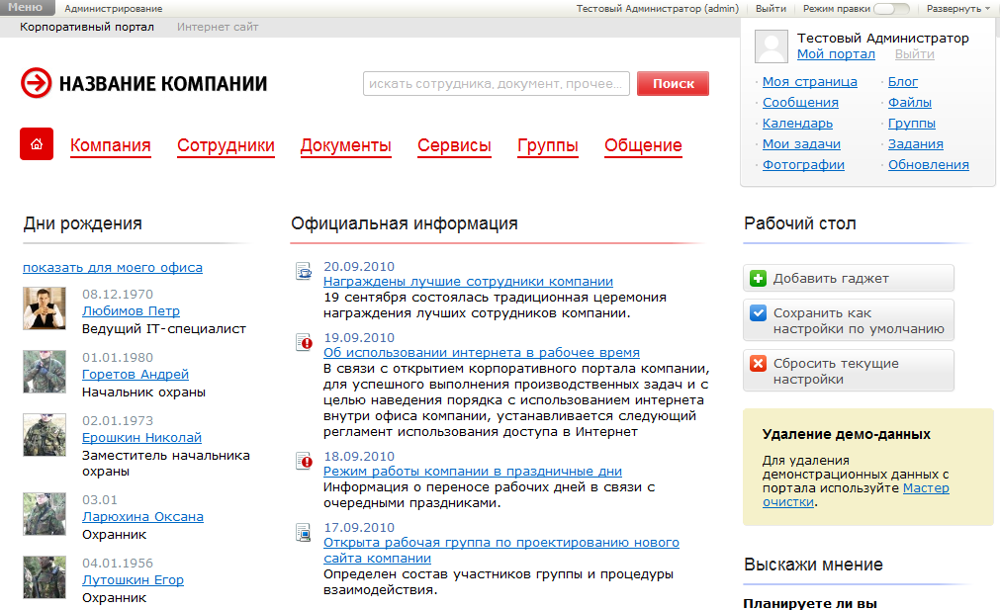 Меню Администрирование Тестовый Администратор (admin) Выйти Режим правки Развернуть
Корпоративный портал Интернет сайт
Тестовый Администратор
Мой портал Выйти
Моя страница Блог
Сообщения Файлы
Календарь Группы
Мои задачи Задания
Фотографии Обновления
НАЗВАНИЕ КОМПАНИИ
искать сотрудника, документ, прочее... Поиск
Компания Сотрудники Документы Сервисы Группы Общение
Дни рождения
показать для моего офиса
08.12.1970
Любимов Петр
Ведущий IT-специалист
01.01.1980
Горетов Андрей
Начальник охраны
02.01.1973
Ерошкин Николай
Заместитель начальника
охраны
03.01
Ларюхина Оксана
Охранник
04.01.1956
Лутошкин Егор
Охранник
Официальная информация
20.09.2010
Награждены лучшие сотрудники компании
19 сентября состоялась традиционная церемония
награждения лучших сотрудников компании.
19.09.2010
Об использовании интернета в рабочее время
В связи с открытием корпоративного портала компании,
для успешного выполнения производственных задач и с
целью наведения порядка с использованием интернета
внутри офиса компании, устанавливается следующий
регламент использования доступа в Интернет
18.09.2010
Режим работы компании в праздничные дни
Информация о переносе рабочих дней в связи с
очередными праздниками.
17.09.2010
Открыта рабочая группа по проектированию нового
сайта компании
Определен состав участников группы и процедуры
взаимодействия.
Рабочий стол
Добавить гаджет
Сохранить как
настройки по умолчанию
Сбросить текущие
настройки
Удаление демо-данных
Для удаления
демонстрационных данных с
портала используйте Мастер
очистки.
Выскажи мнение
Планируете ли вы